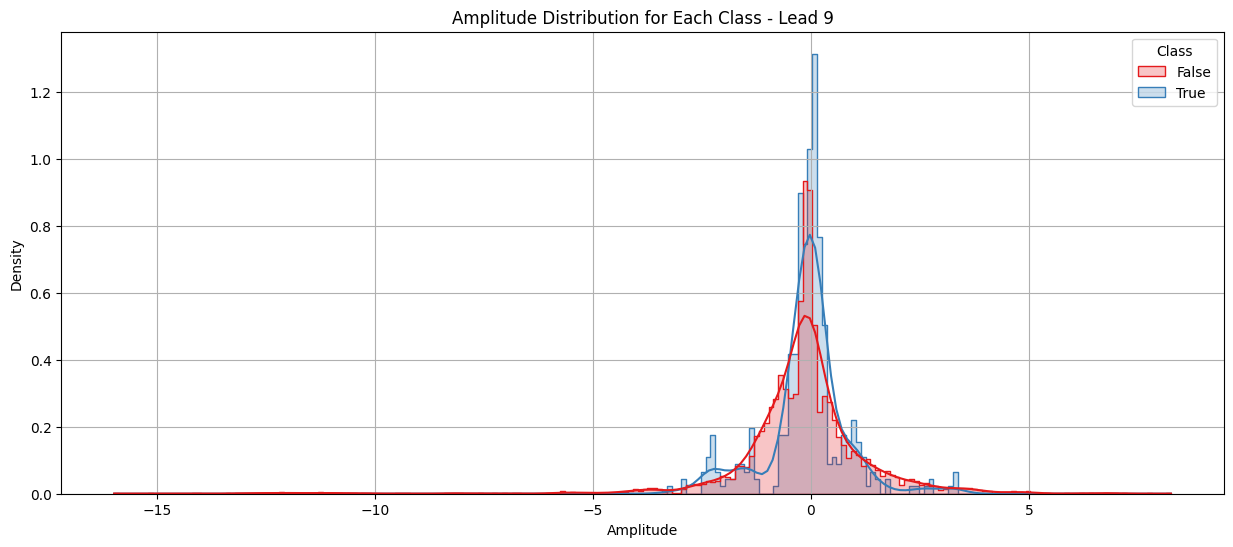 Amplitude Distribution for Each Class - Lead 9
Class
False
True
1.2
1.0
0.8
0.6
0.4
0.2
0.0
Density
−15
−10
−5
0
5
Amplitude